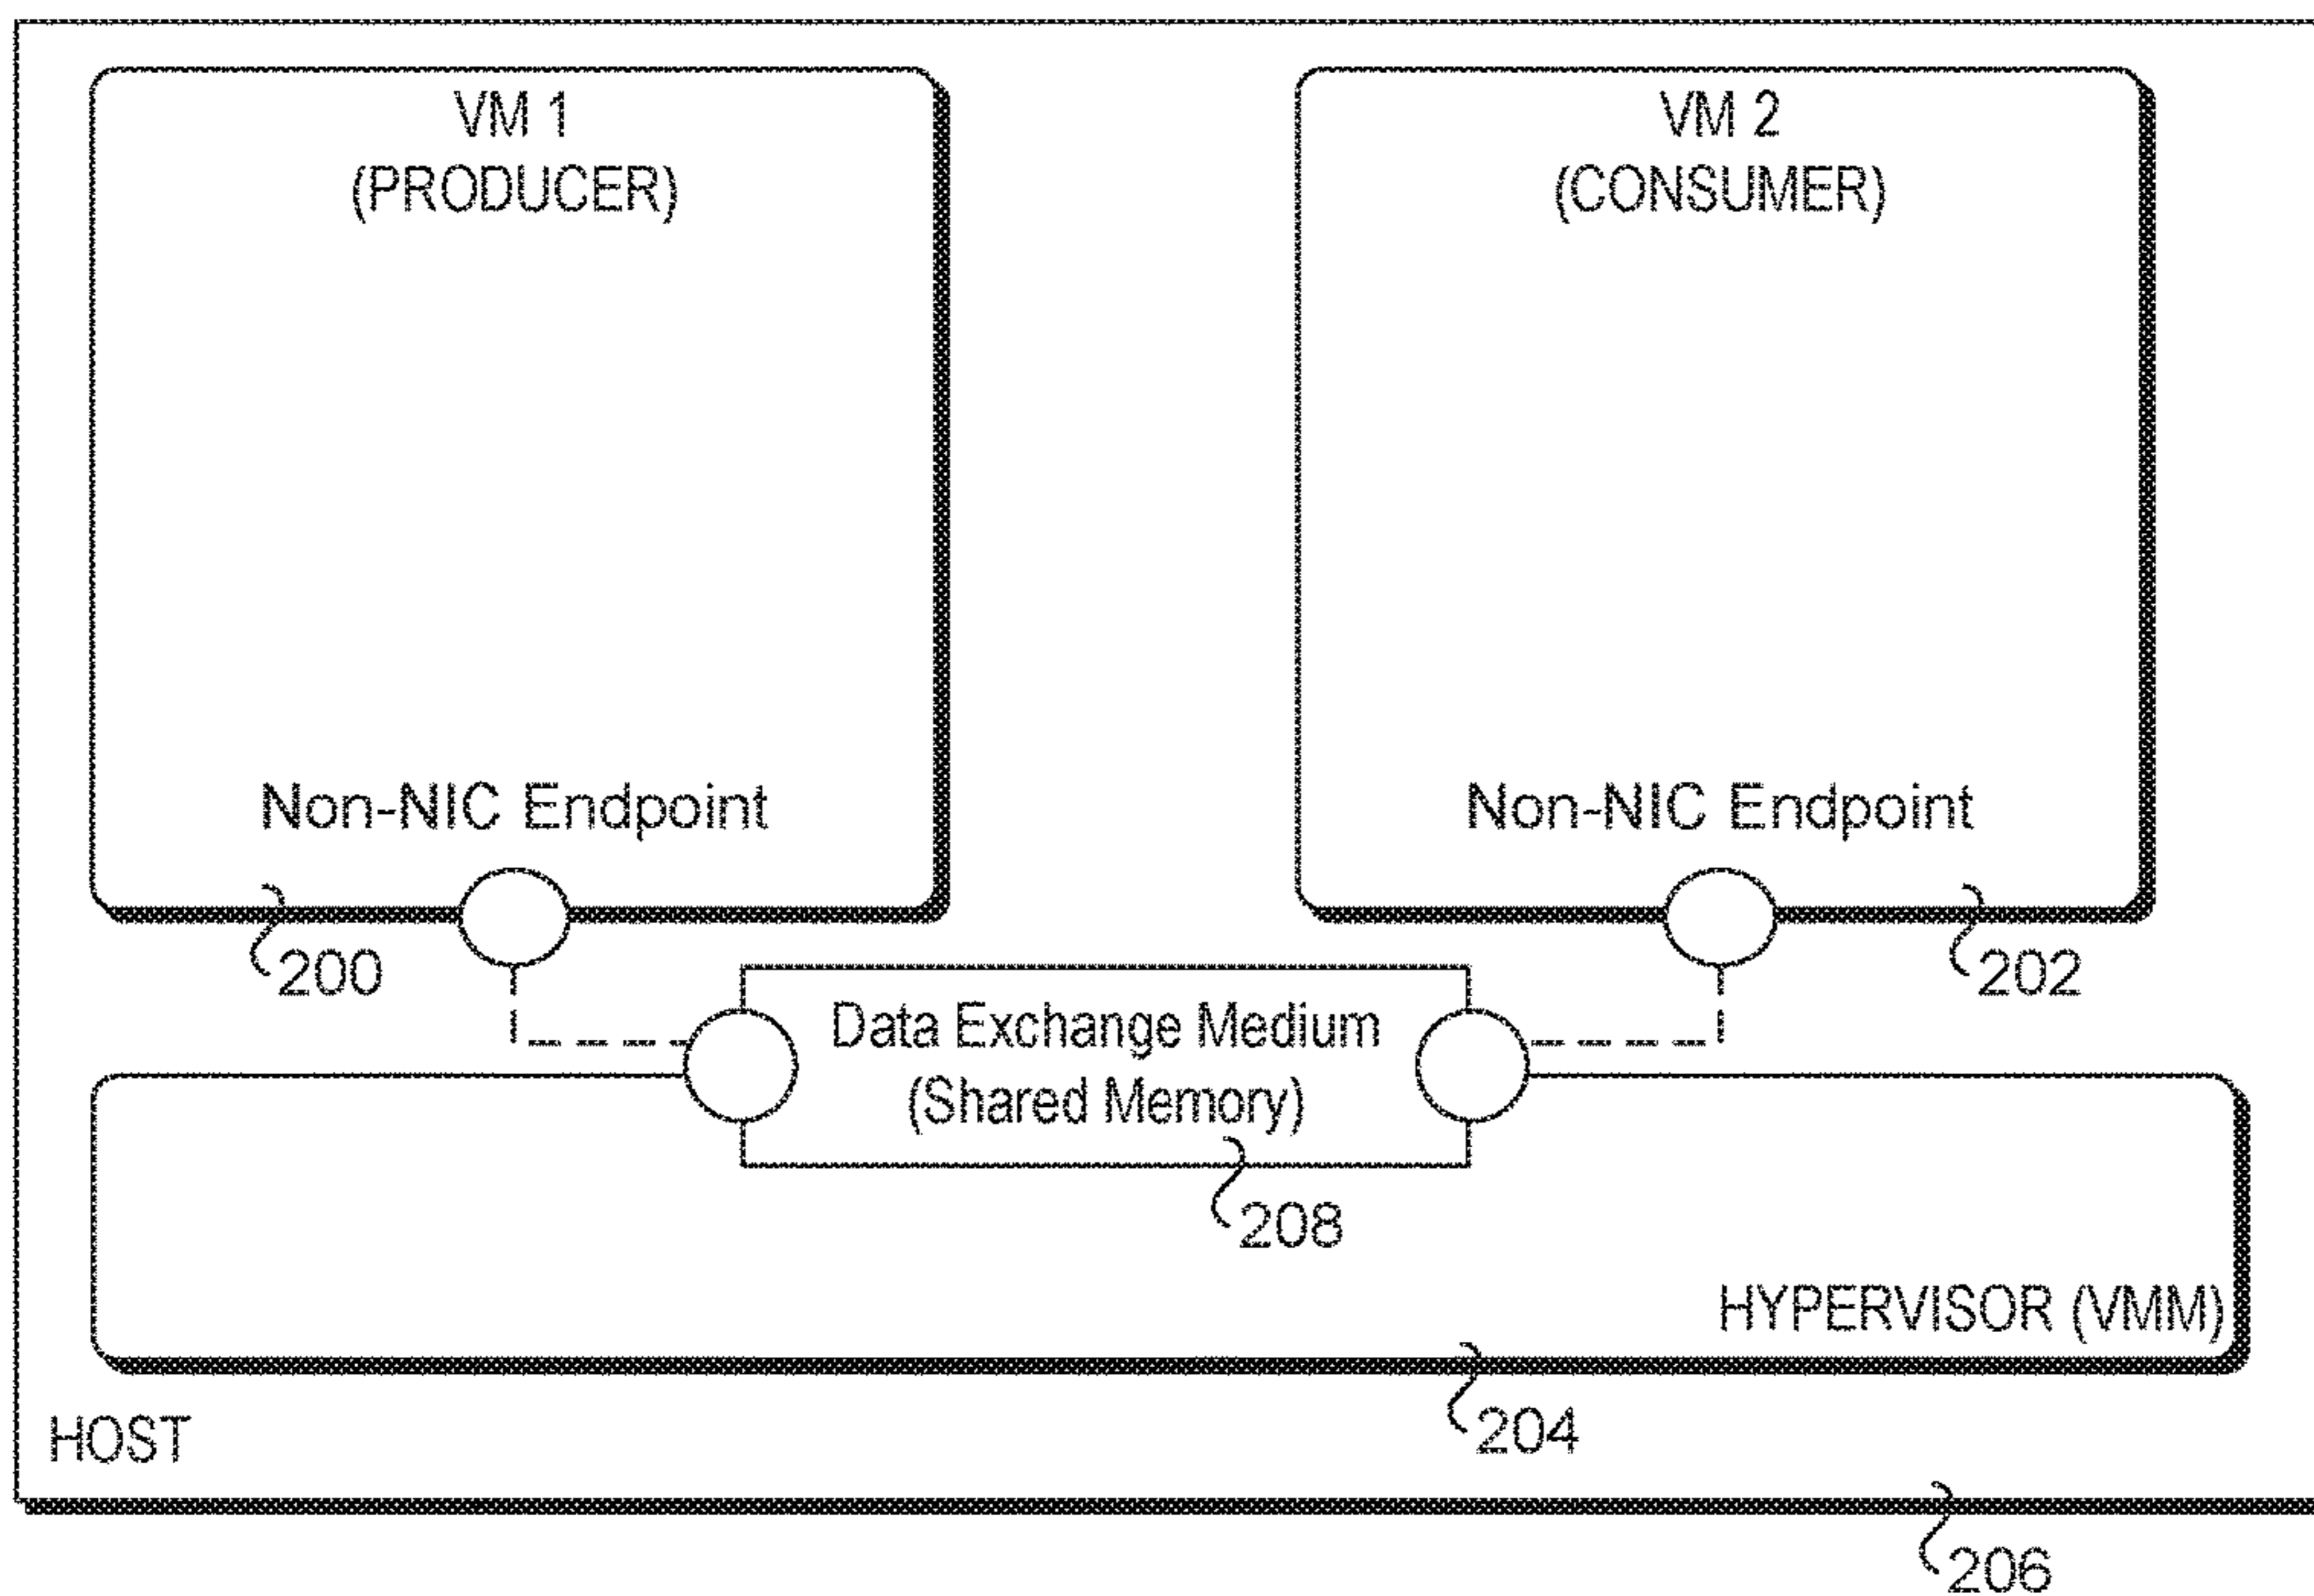 VM 1
(PRODUCER)
VM 2
(CONSUMER)
Non-NIC Endpoint
Non-NIC Endpoint
200
202
Data Exchange Medium
(Shared Memory)
208
HYPERVISOR (VMM)
204
HOST
206